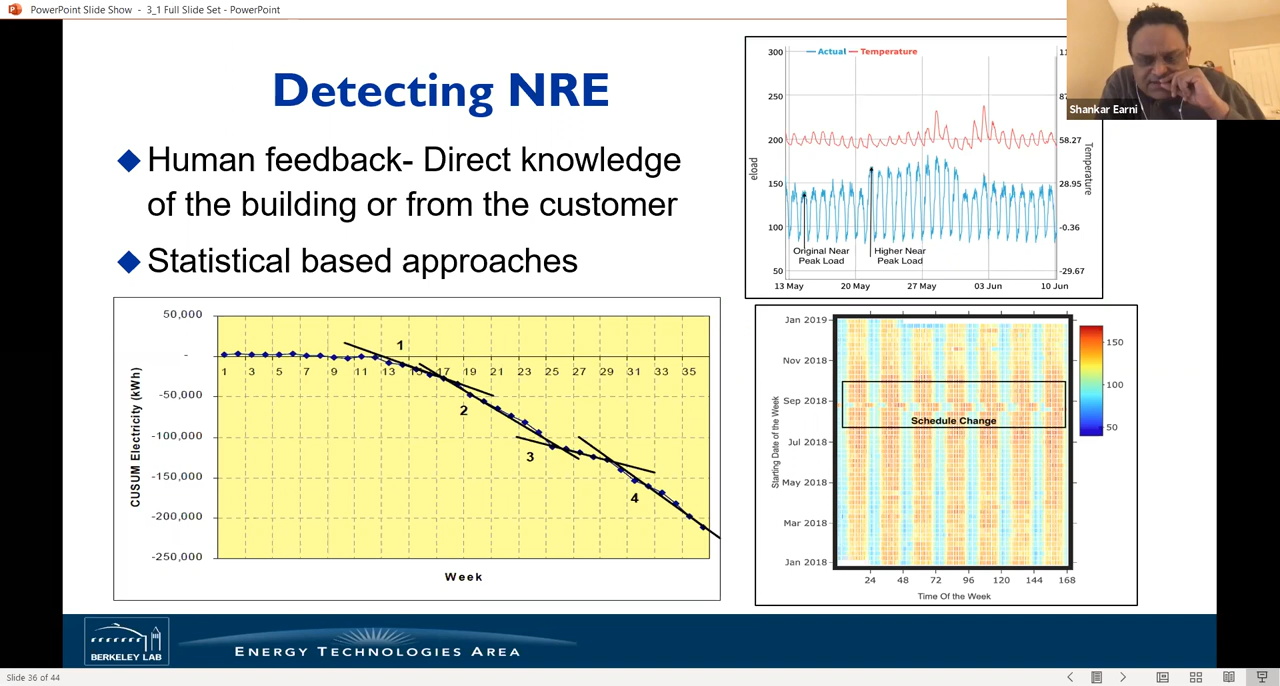 PowerPoint Slide Show - 3_1 Full Slide Set - PowerPoint
Detecting NRE
Human feedback- Direct knowledge
of the building or from the customer
Statistical based approaches
Actual
Temperature
300
250
200
150
100
50
eload
58.27
28.95
-0.36
-29.67
Temperature
Original Near
Peak Load
Higher Near
Peak Load
13 May
20 May
27 May
03 Jun
10 Jun
Shankar Earni
50,000
-
-50,000
-100,000
-150,000
-200,000
-250,000
CUSUM Electricity (kWh)
1 3 5 7 9 11 13 15 17 19 21 23 25 27 29 31 33 35
1
2
3
4
Week
Jan 2019
Nov 2018
Sep 2018
Jul 2018
May 2018
Mar 2018
Jan 2018
Starting Date of the Week
Schedule Change
24 48 72 96 120 144 168
Time Of the Week
150
100
50
BERKELEY LAB
ENERGY TECHNOLOGIES AREA
Slide 36 of 44